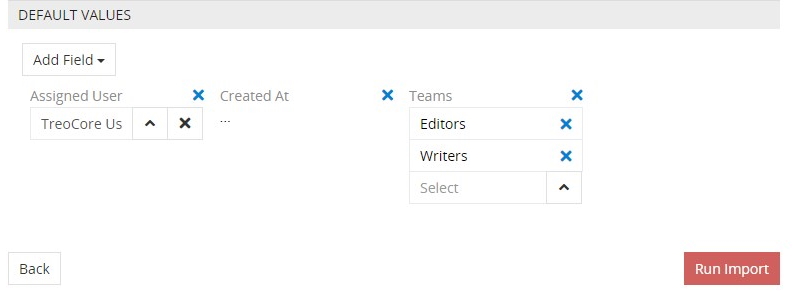 DEFAULT VALUES
Add Field
Assigned User
Created At
Teams
TreoCore Us
...
Editors
Writers
Select
Back
Run Import